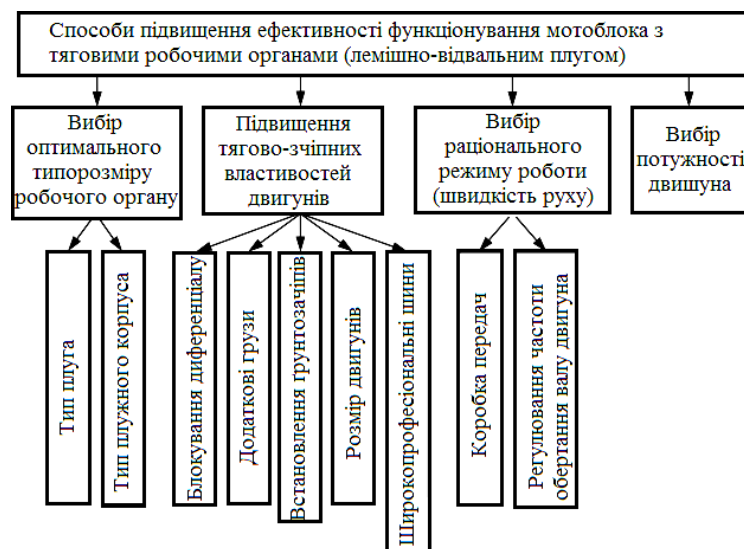 Способи підвищення ефективності функціонування мотоблока з
тяговими робочими органами (лемішно-відвальним плугом)
Вибір
оптимального
типорозміру
робочого органу
Підвищення
тягово-зчіпних
властивостей
двигунів
Вибір
раціонального
режиму роботи
(швидкість руху)
Вибір
потужності
двишуна
Тип плуга
Тип плужного корпуса
Блокування диференціалу
Додаткові грузи
Встановлення ґрунтозачіпів
Розмір двигунів
Широкопрофесіональні шини
Коробка передач
Регулювання частоти
обертання валу двигуна